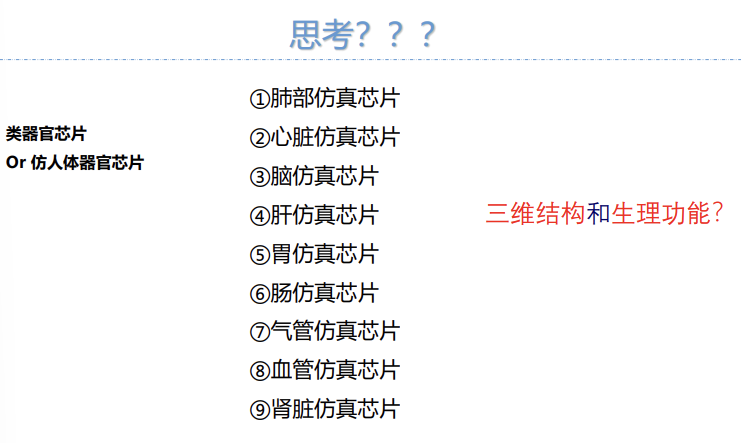 思考？？？
类器官芯片
Or 仿人体器官芯片
①肺部仿真芯片
②心脏仿真芯片
③脑仿真芯片
④肝仿真芯片
⑤胃仿真芯片
⑥肠仿真芯片
⑦气管仿真芯片
⑧血管仿真芯片
⑨肾脏仿真芯片
三维结构和生理功能？